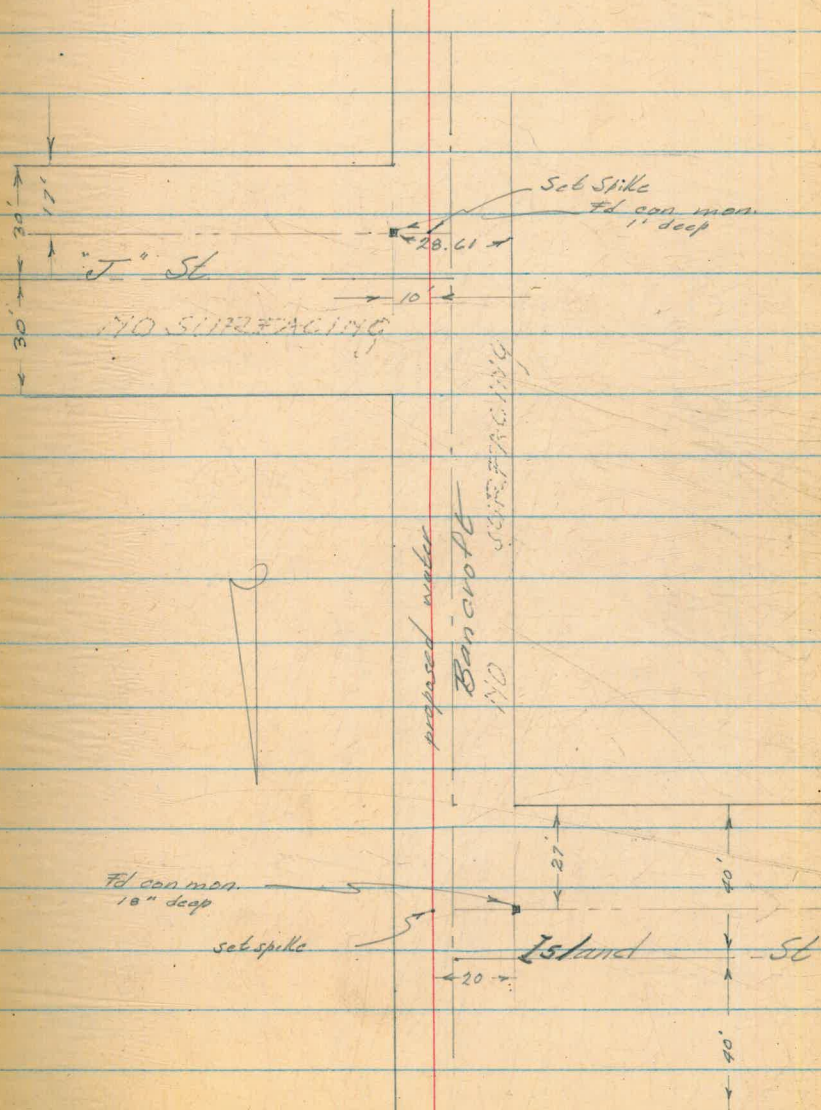 Set Spike
Fd con mon.
1' deep
17'
30'
30'
28.61
"J" St
10'
NO SURFACING
proposed water
Bancroft
NO SURFACING
27'
40'
Fd con mon.
18" deep
set spike
Island St
20
40'